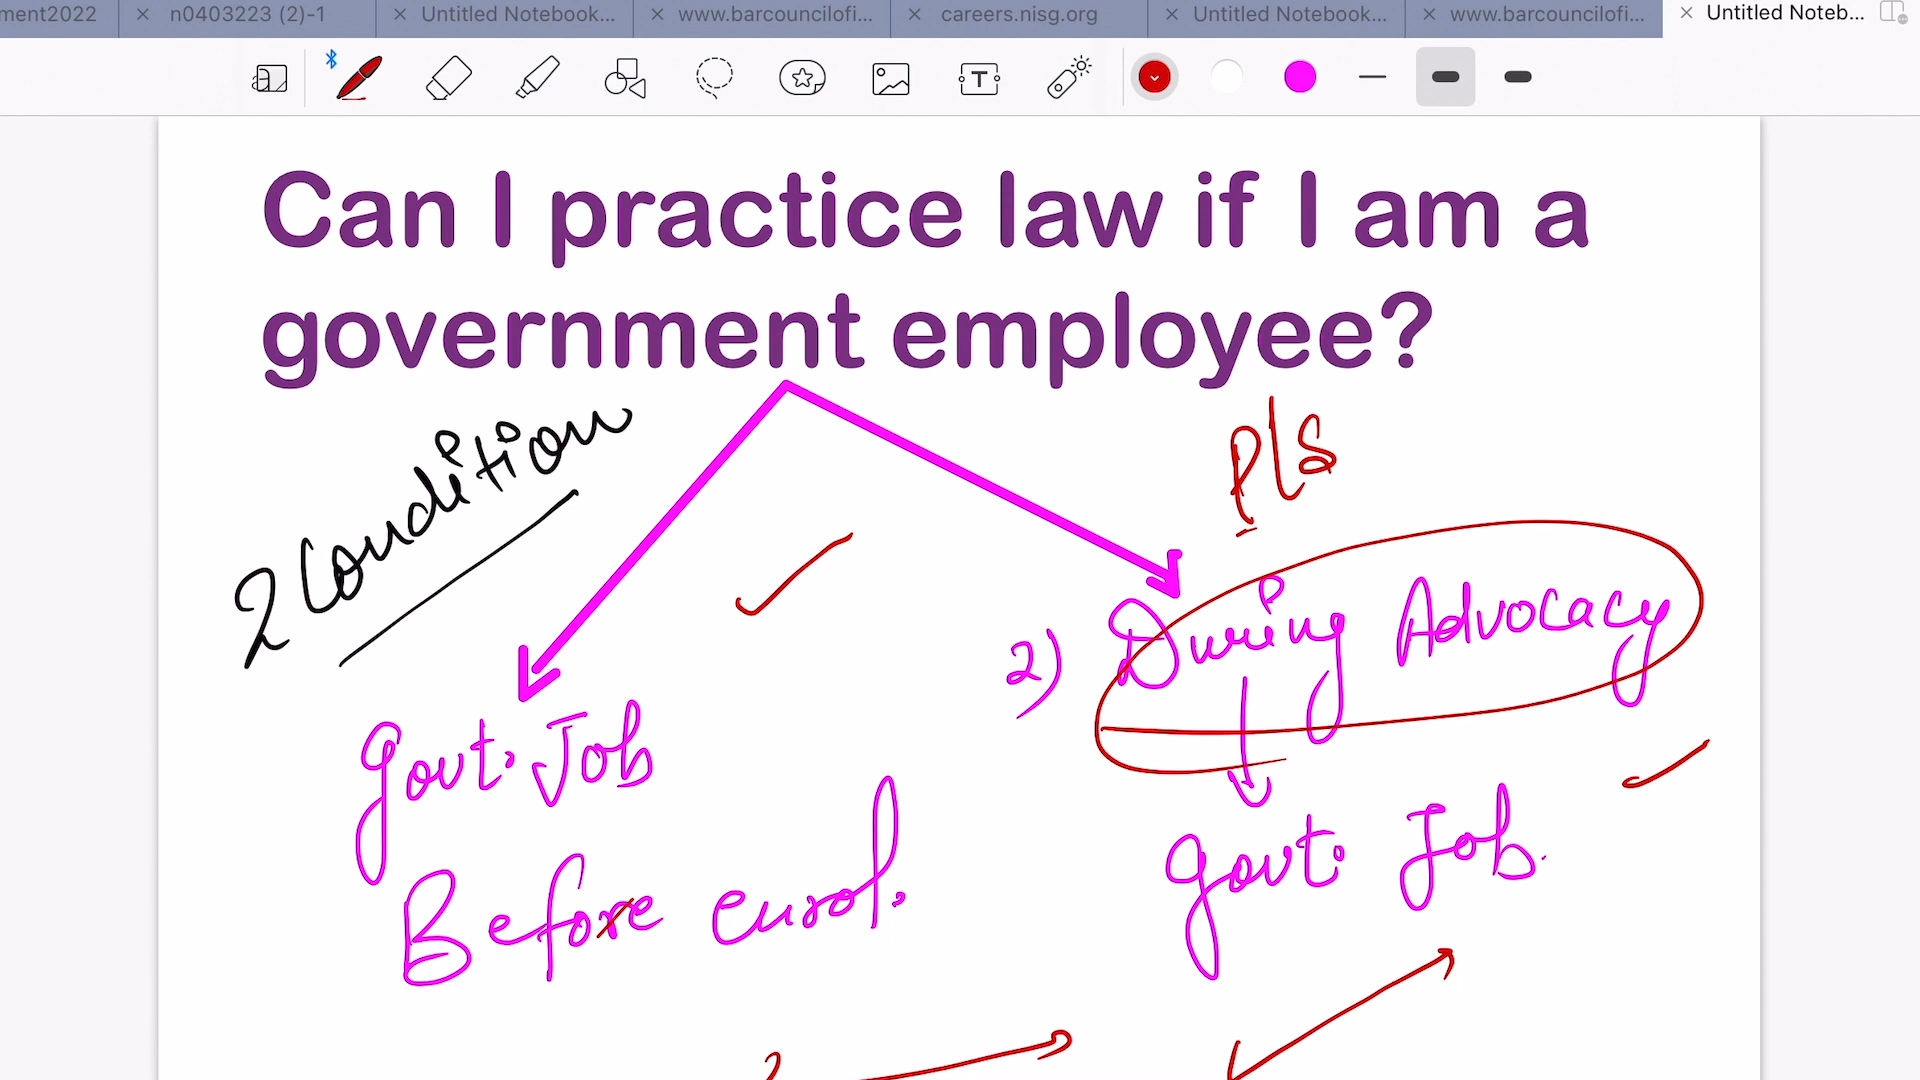 ment2022
n0403223 (2)-1
Untitled Notebook...
www.barcouncilofi...
careers.nisg.org
Untitled Notebook...
www.barcouncilofi...
Untitled Noteb...
Can I practice law if I am a
government employee?
2 Condition
Pls
2) During Advocacy
Govt. Job
Govt. Job.
Before enrol.